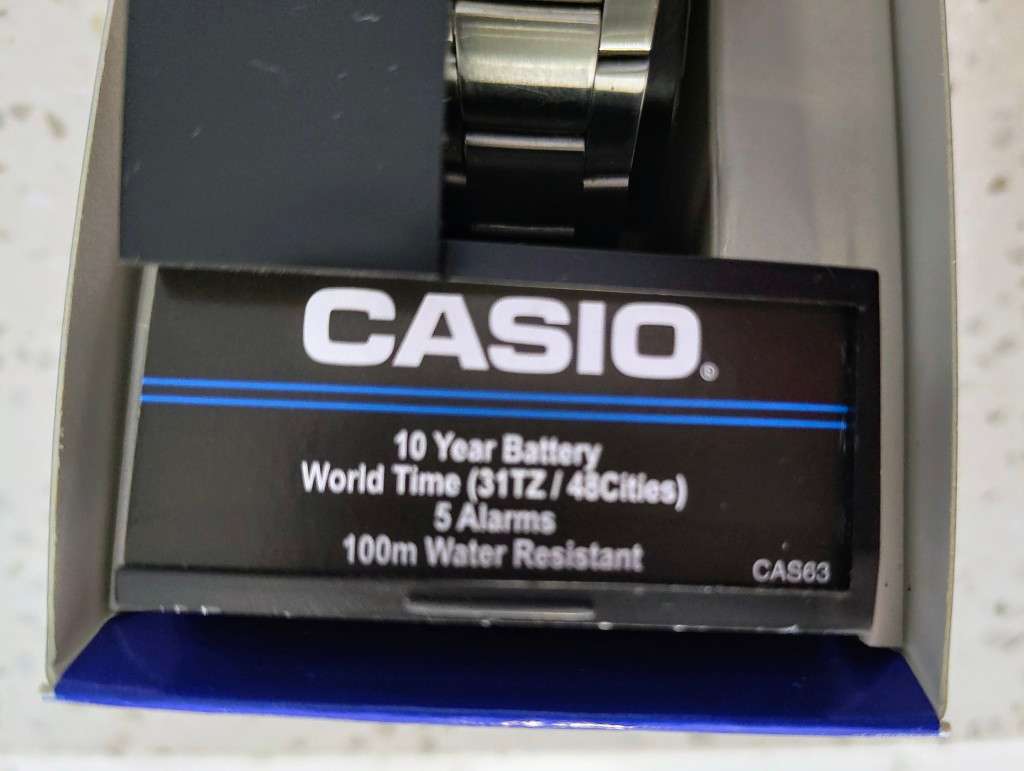 CASIO®
10 Year Battery
World Time (31TZ / 48Cities)
5 Alarms
100m Water Resistant
CAS63